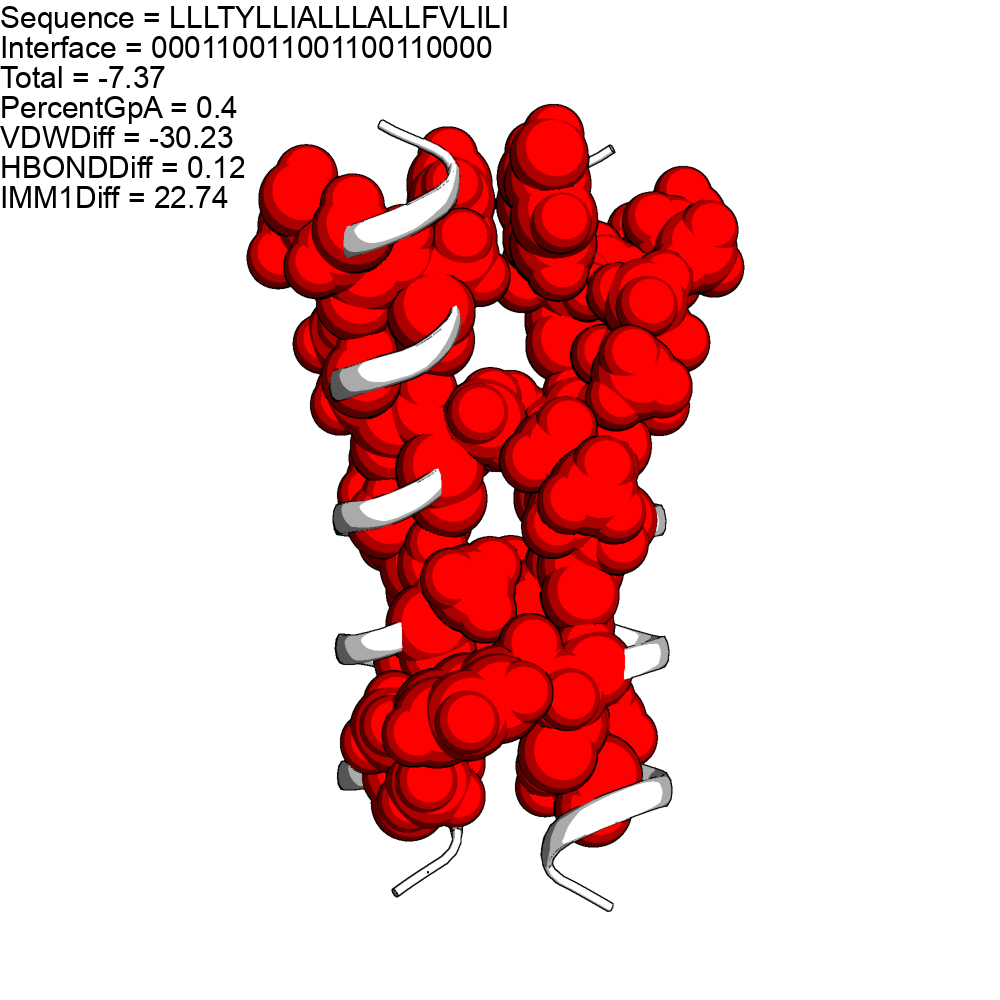 Sequence = LLLTYLLIALLLALLFVLILI
Interface = 000110011001100110000
Total = -7.37
PercentGpA = 0.4
VDWDiff = -30.23
HBONDDiff = 0.12
IMM1Diff = 22.74